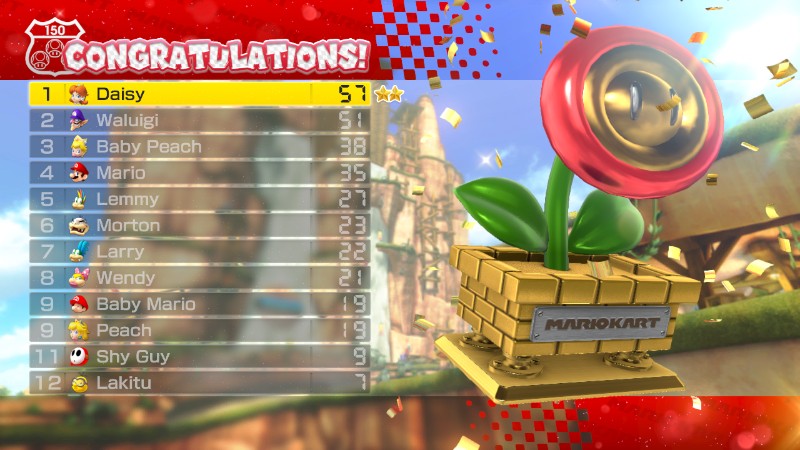 150
CONGRATULATIONS!
1 Daisy 57
2 Waluigi 51
3 Baby Peach 38
4 Mario 35
5 Lemmy 27
6 Morton 23
7 Larry 22
8 Wendy 21
9 Baby Mario 19
9 Peach 19
11 Shy Guy 9
12 Lakitu 7
MARIOKART